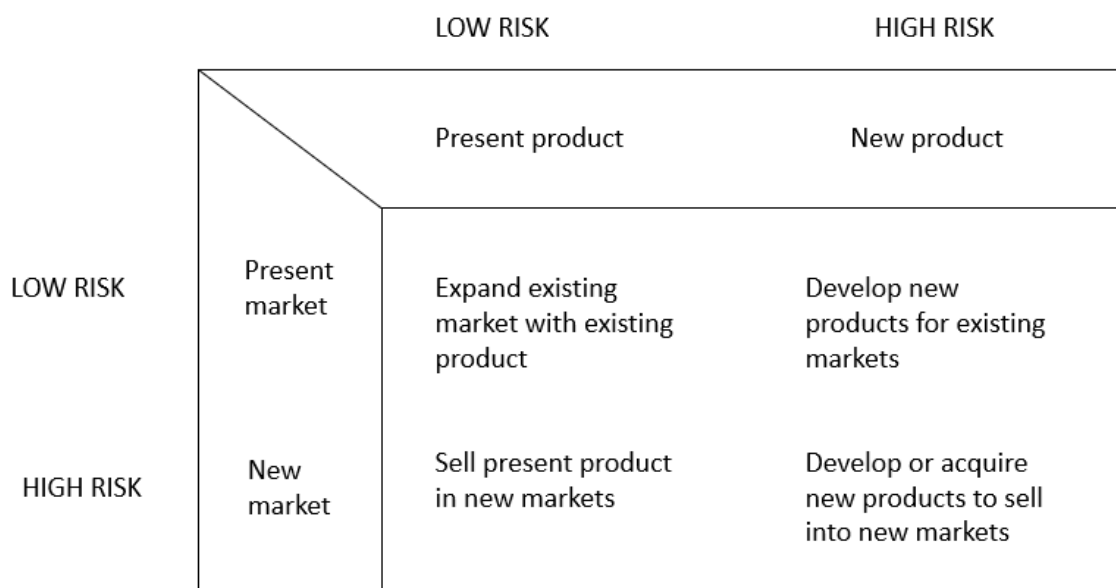 LOW RISK
HIGH RISK
Present product
New product
LOW RISK
Present
market
Expand existing
market with existing
product
Develop new
products for existing
markets
HIGH RISK
New
market
Sell present product
in new markets
Develop or acquire
new products to sell
into new markets